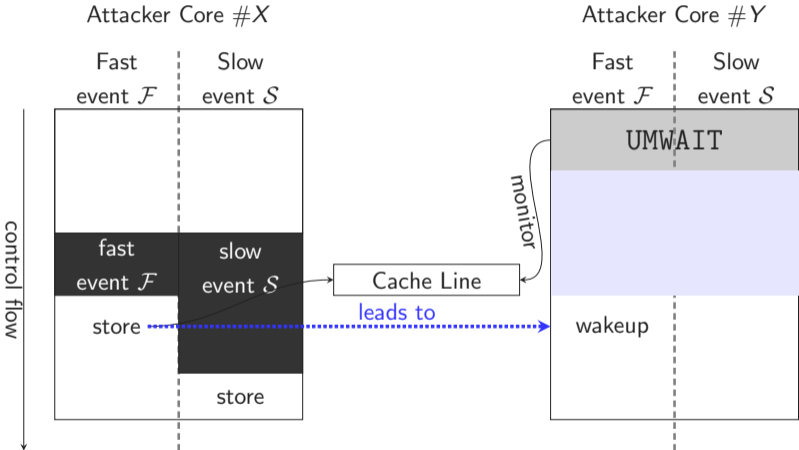 Attacker Core #X
Attacker Core #Y
Fast
event ℱ
Slow
event 𝒮
Fast
event ℱ
Slow
event 𝒮
UMWAIT
monitor
control flow
fast
event ℱ
slow
event 𝒮
Cache Line
leads to
store
wakeup
store